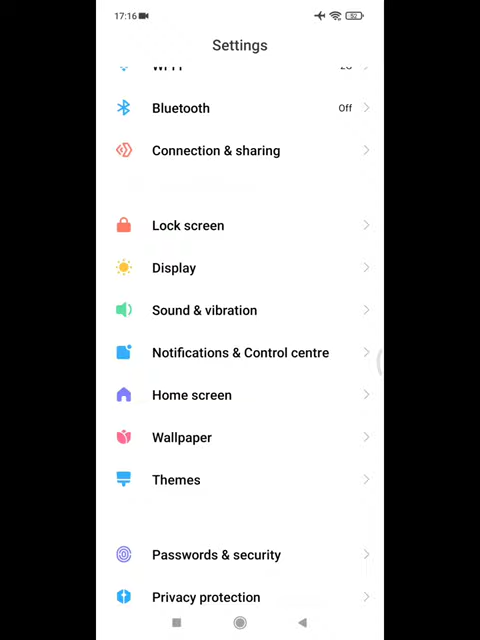 17:16
52
Settings
Bluetooth
Off
Connection & sharing
Lock screen
Display
Sound & vibration
Notifications & Control centre
Home screen
Wallpaper
Themes
Passwords & security
Privacy protection